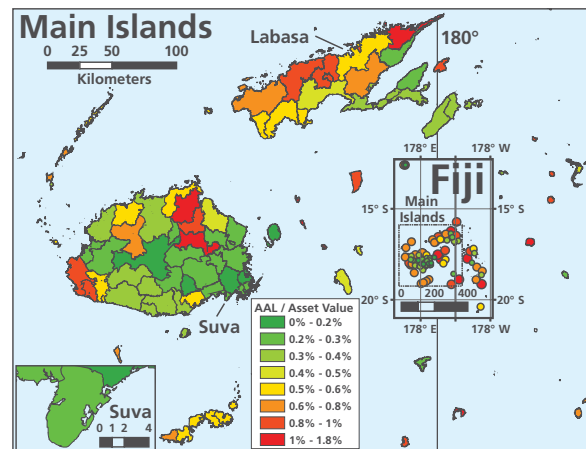 Main Islands
0 25 50 100
Kilometers
Labasa
180°
178° E 178° W
Fiji
Main
Islands
15° S
0 200 400
20° S
178° E 178° W
Suva
AAL / Asset Value
0% - 0.2%
0.2% - 0.3%
0.3% - 0.4%
0.4% - 0.5%
0.5% - 0.6%
0.6% - 0.8%
0.8% - 1%
1% - 1.8%
Suva
0 1 2 4